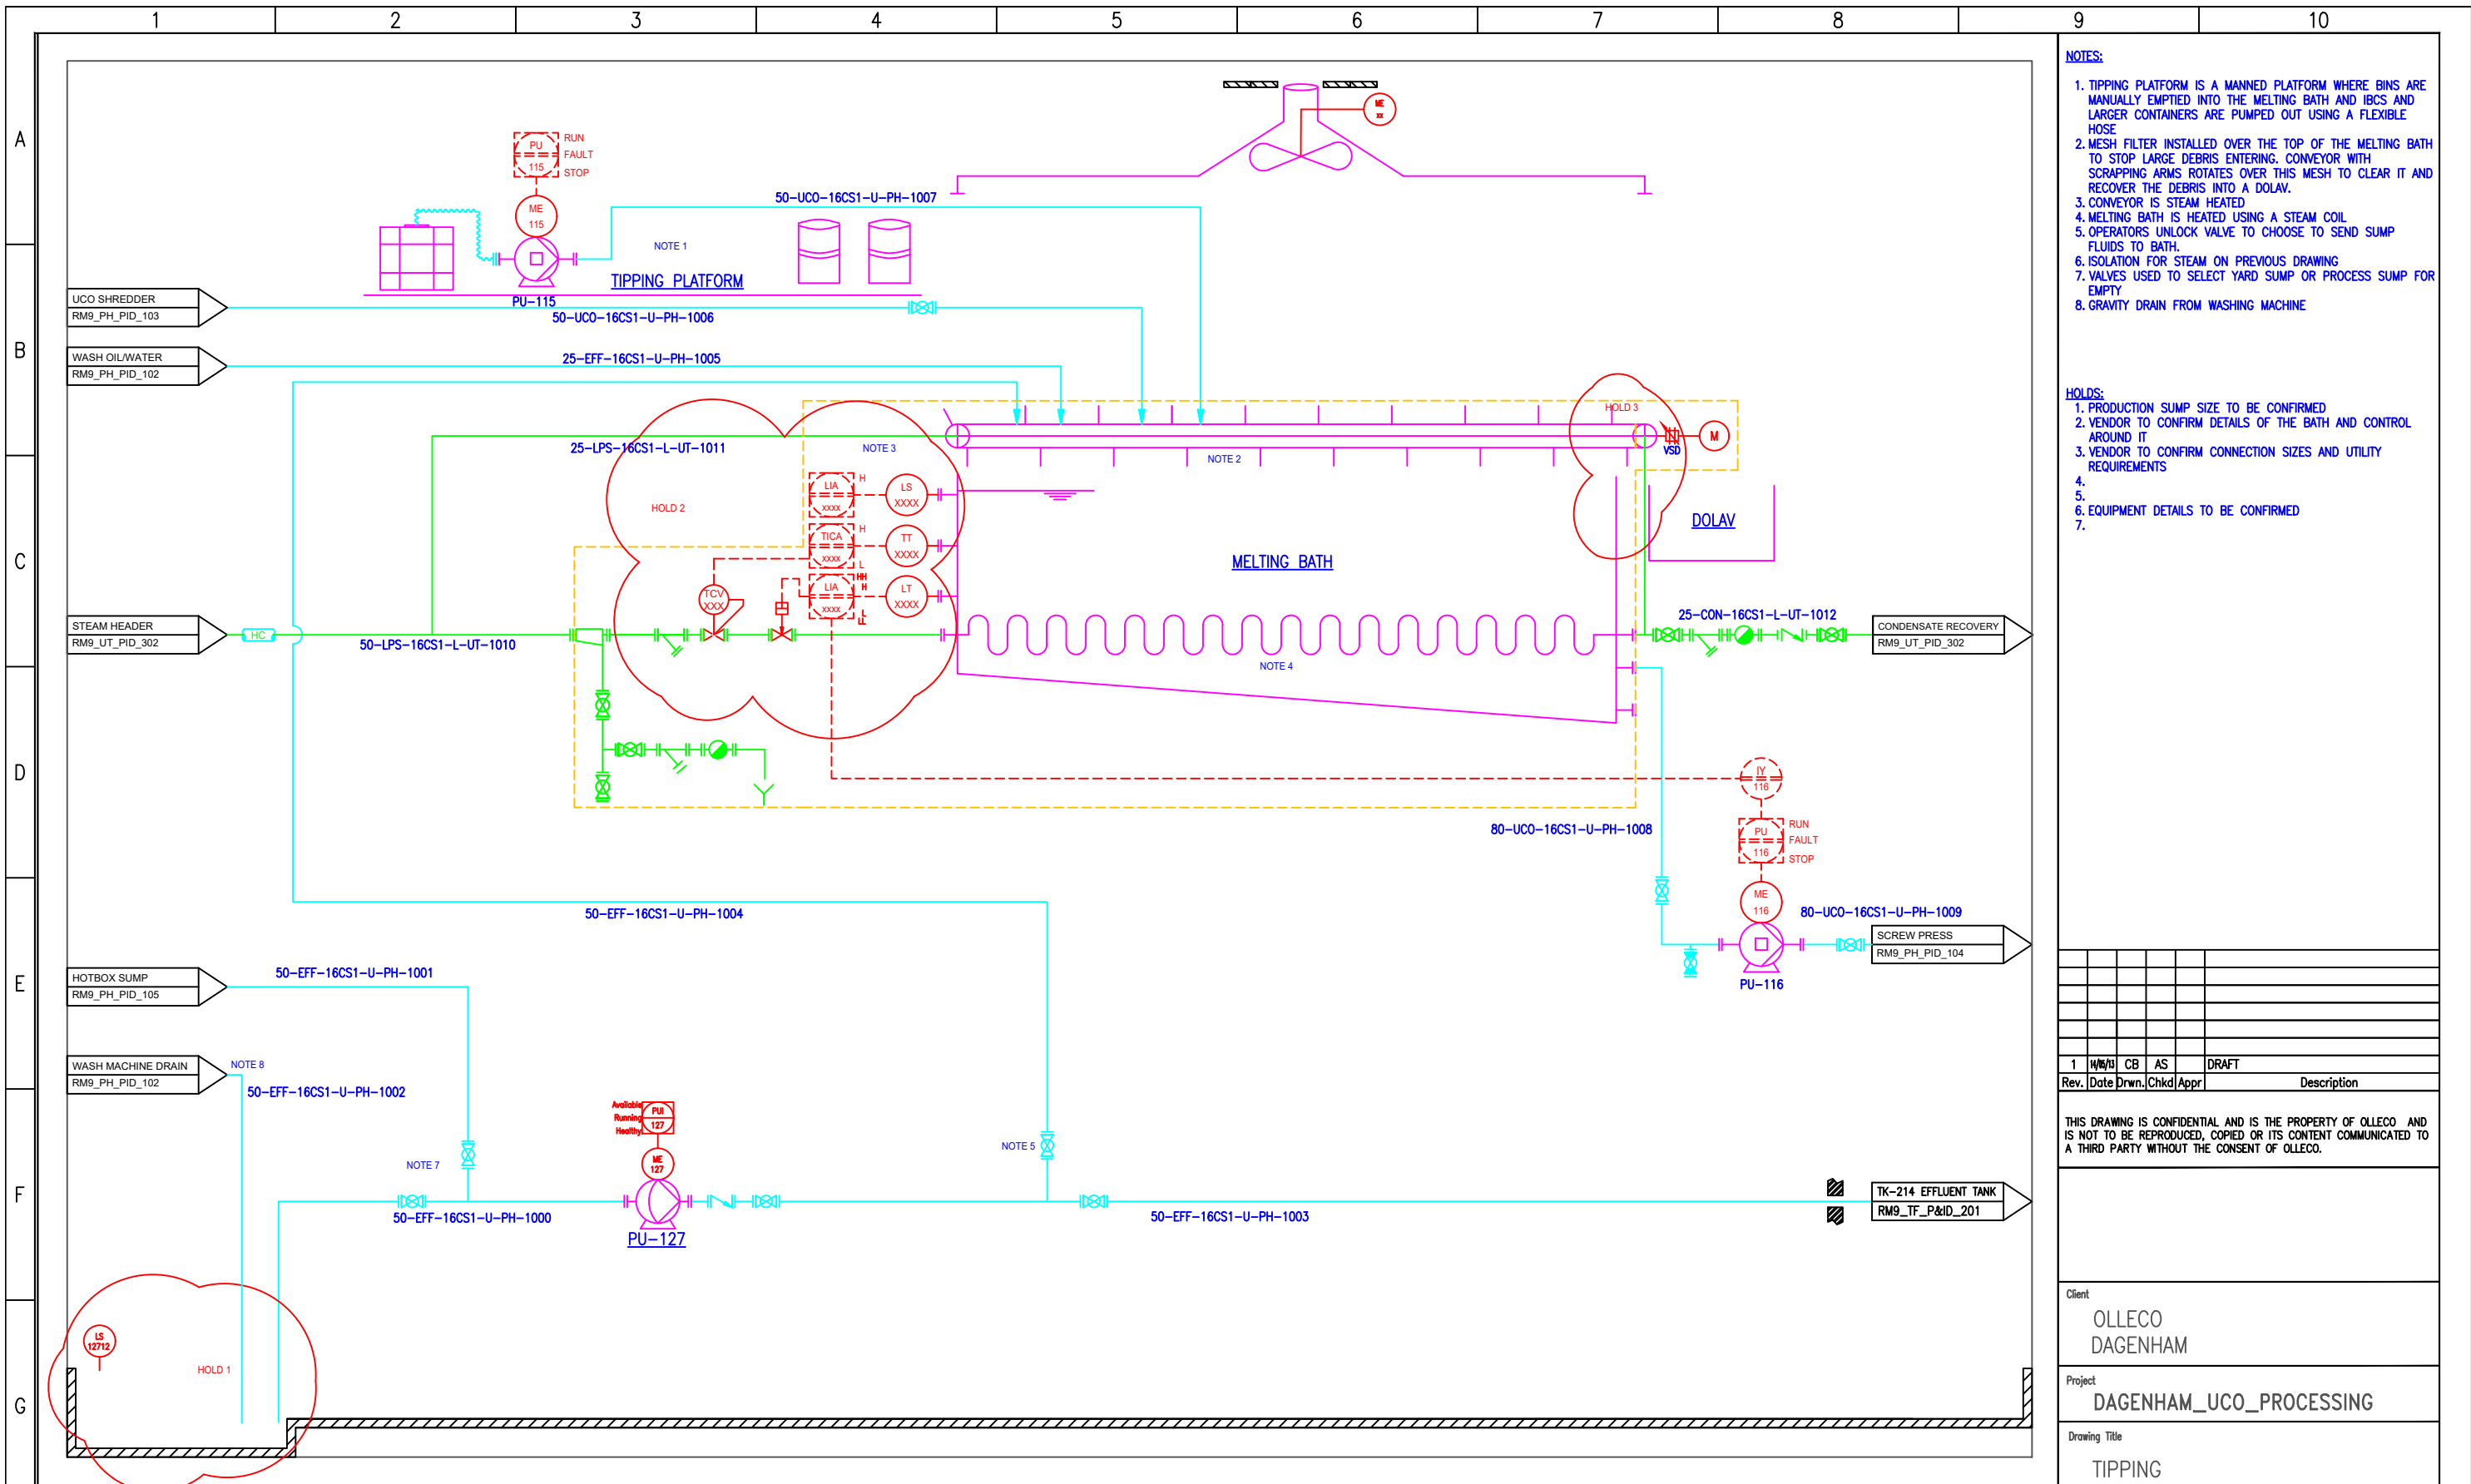 1 2 3 4 5 6 7 8 9 10
A
B
C
D
E
F
G
ME
xx
PU
115
RUN
FAULT
STOP
ME
115
50-UCO-16CS1-U-PH-1007
NOTE 1
TIPPING PLATFORM
PU-115
UCO SHREDDER
RM9_PH_PID_103
50-UCO-16CS1-U-PH-1006
WASH OIL/WATER
RM9_PH_PID_102
25-EFF-16CS1-U-PH-1005
HOLD 3
25-LPS-16CS1-L-UT-1011
NOTE 3
NOTE 2
VSD
M
HOLD 2
LIA
xxxx
H
LS
XXXX
TICA
xxxx
H
L
TT
XXXX
LIA
xxxx
HH
H
L
LL
LT
XXXX
TCV
XXX
DOLAV
MELTING BATH
STEAM HEADER
RM9_UT_PID_302
HC
50-LPS-16CS1-L-UT-1010
NOTE 4
25-CON-16CS1-L-UT-1012
CONDENSATE RECOVERY
RM9_UT_PID_302
IY
116
80-UCO-16CS1-U-PH-1008
PU
116
RUN
FAULT
STOP
ME
116
80-UCO-16CS1-U-PH-1009
SCREW PRESS
RM9_PH_PID_104
PU-116
50-EFF-16CS1-U-PH-1004
HOTBOX SUMP
RM9_PH_PID_105
50-EFF-16CS1-U-PH-1001
WASH MACHINE DRAIN
RM9_PH_PID_102
NOTE 8
50-EFF-16CS1-U-PH-1002
Available
Running
Healthy
PUI
127
ME
127
NOTE 7
NOTE 5
50-EFF-16CS1-U-PH-1000
PU-127
50-EFF-16CS1-U-PH-1003
TK-214 EFFLUENT TANK
RM9_TF_P&ID_201
LS
12712
HOLD 1
NOTES:
1. TIPPING PLATFORM IS A MANNED PLATFORM WHERE BINS ARE
MANUALLY EMPTIED INTO THE MELTING BATH AND IBCS AND
LARGER CONTAINERS ARE PUMPED OUT USING A FLEXIBLE
HOSE
2. MESH FILTER INSTALLED OVER THE TOP OF THE MELTING BATH
TO STOP LARGE DEBRIS ENTERING. CONVEYOR WITH
SCRAPPING ARMS ROTATES OVER THIS MESH TO CLEAR IT AND
RECOVER THE DEBRIS INTO A DOLAV.
3. CONVEYOR IS STEAM HEATED
4. MELTING BATH IS HEATED USING A STEAM COIL
5. OPERATORS UNLOCK VALVE TO CHOOSE TO SEND SUMP
FLUIDS TO BATH.
6. ISOLATION FOR STEAM ON PREVIOUS DRAWING
7. VALVES USED TO SELECT YARD SUMP OR PROCESS SUMP FOR
EMPTY
8. GRAVITY DRAIN FROM WASHING MACHINE
HOLDS:
1. PRODUCTION SUMP SIZE TO BE CONFIRMED
2. VENDOR TO CONFIRM DETAILS OF THE BATH AND CONTROL
AROUND IT
3. VENDOR TO CONFIRM CONNECTION SIZES AND UTILITY
REQUIREMENTS
4.
5.
6. EQUIPMENT DETAILS TO BE CONFIRMED
7.
1 CB AS DRAFT
Rev. Date Drwn. Chkd Appr Description
THIS DRAWING IS CONFIDENTIAL AND IS THE PROPERTY OF OLLECO AND
IS NOT TO BE REPRODUCED, COPIED OR ITS CONTENT COMMUNICATED TO
A THIRD PARTY WITHOUT THE CONSENT OF OLLECO.
Client
OLLECO
DAGENHAM
Project
DAGENHAM_UCO_PROCESSING
Drawing Title
TIPPING